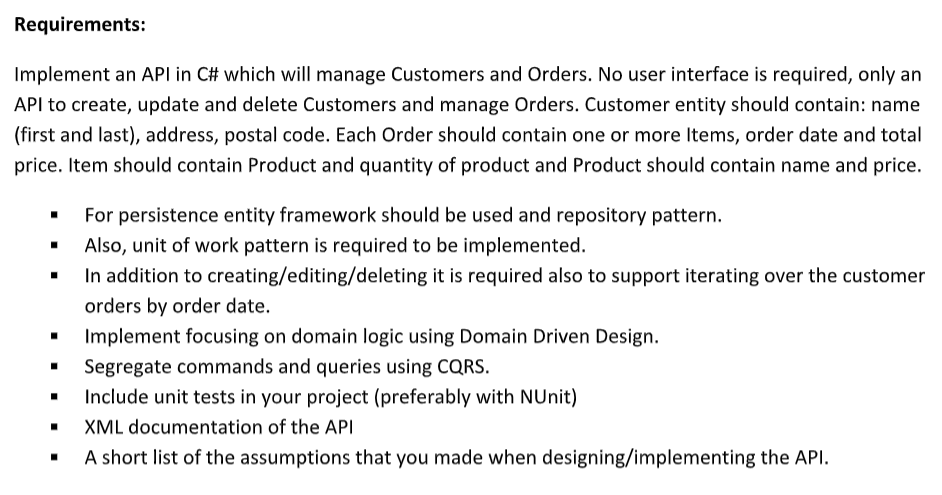 Requirements:
Implement an API in C# which will manage Customers and Orders. No user interface is required, only an
API to create, update and delete Customers and manage Orders. Customer entity should contain: name
(first and last), address, postal code. Each Order should contain one or more Items, order date and total
price. Item should contain Product and quantity of product and Product should contain name and price.
▪ For persistence entity framework should be used and repository pattern.
▪ Also, unit of work pattern is required to be implemented.
▪ In addition to creating/editing/deleting it is required also to support iterating over the customer
orders by order date.
▪ Implement focusing on domain logic using Domain Driven Design.
▪ Segregate commands and queries using CQRS.
▪ Include unit tests in your project (preferably with NUnit)
▪ XML documentation of the API
▪ A short list of the assumptions that you made when designing/implementing the API.